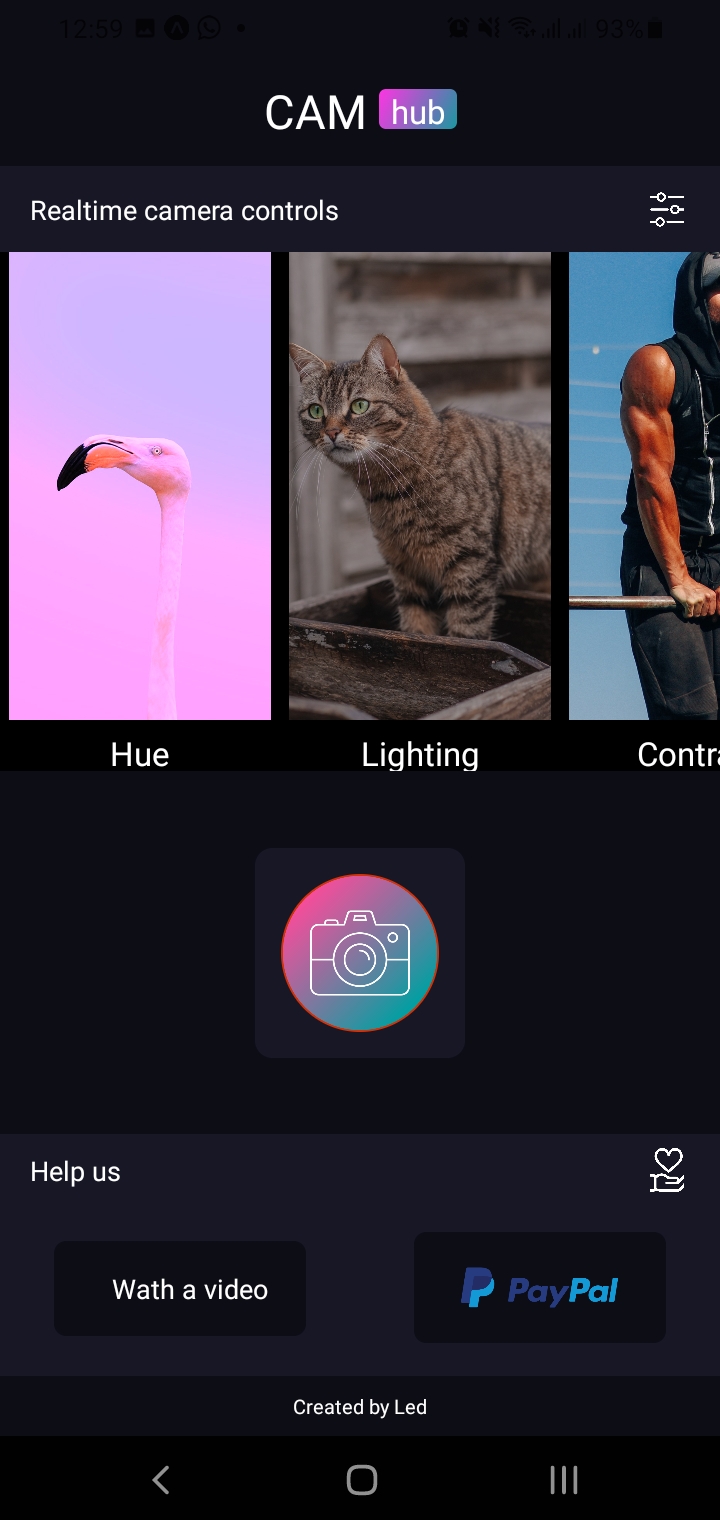 12:59 93%
CAM hub
Realtime camera controls
Hue Lighting Contra
Help us
Wath a video PayPal
Created by Led